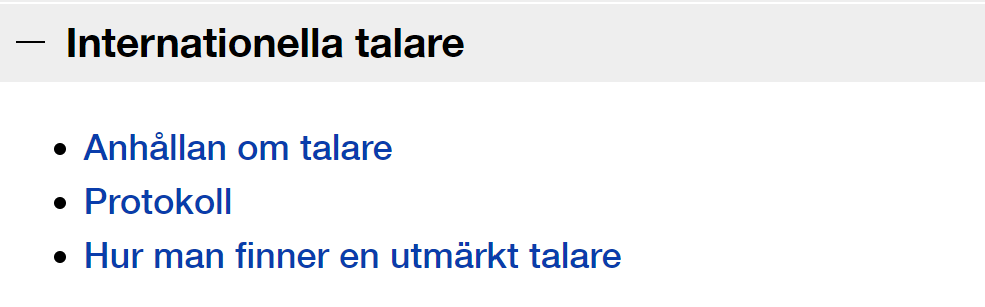 Internationella talare
Anhållan om talare
Protokoll
Hur man finner en utmärkt talare